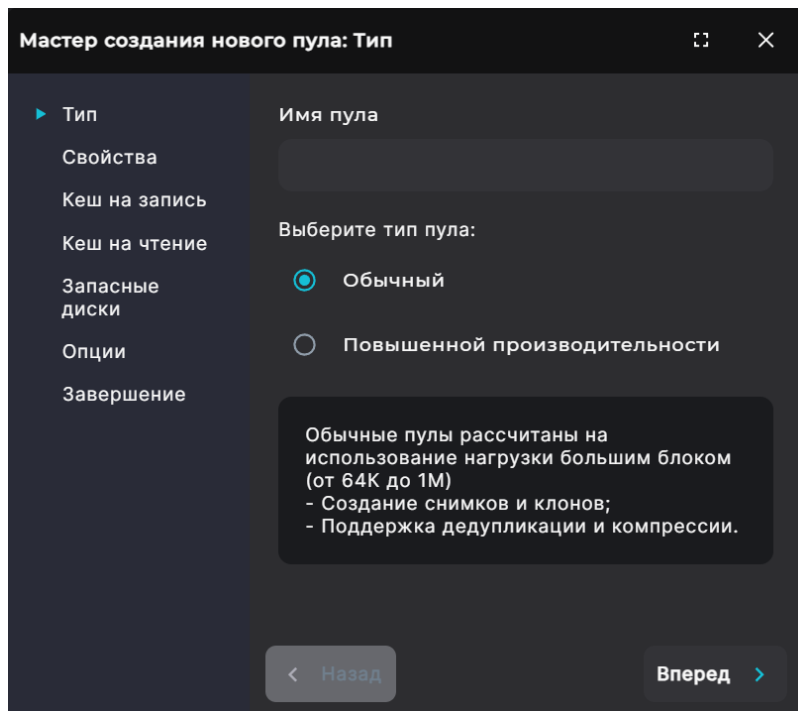 Мастер создания нового пула: Тип
Тип
Свойства
Кеш на запись
Кеш на чтение
Запасные
диски
Опции
Завершение
Имя пула
Выберите тип пула:
Обычный
Повышенной производительности
Обычные пулы рассчитаны на
использование нагрузки большим блоком
(от 64K до 1M)
- Создание снимков и клонов;
- Поддержка дедупликации и компрессии.
Назад
Вперед